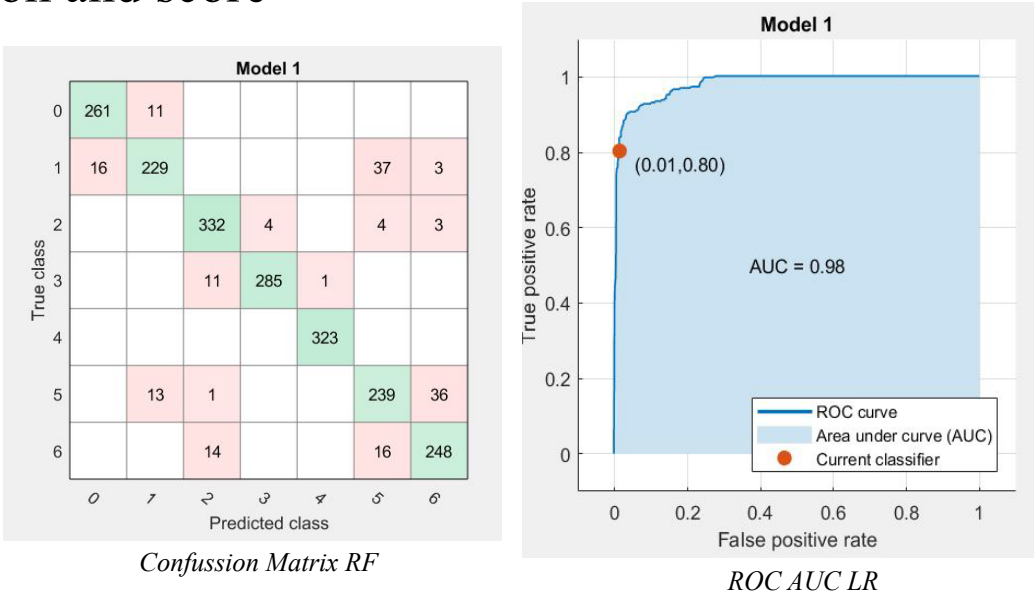 on and score
Model 1
True class
0 261 11
1 16 229 37 3
2 332 4 4 3
3 11 285 1
4 323
5 13 1 239 36
6 14 16 248
0 1 2 3 4 5 6
Predicted class
Confussion Matrix RF
Model 1
True positive rate
1
0.8
0.6
0.4
0.2
0
(0.01,0.80)
AUC = 0.98
ROC curve
Area under curve (AUC)
Current classifier
0 0.2 0.4 0.6 0.8 1
False positive rate
ROC AUC LR